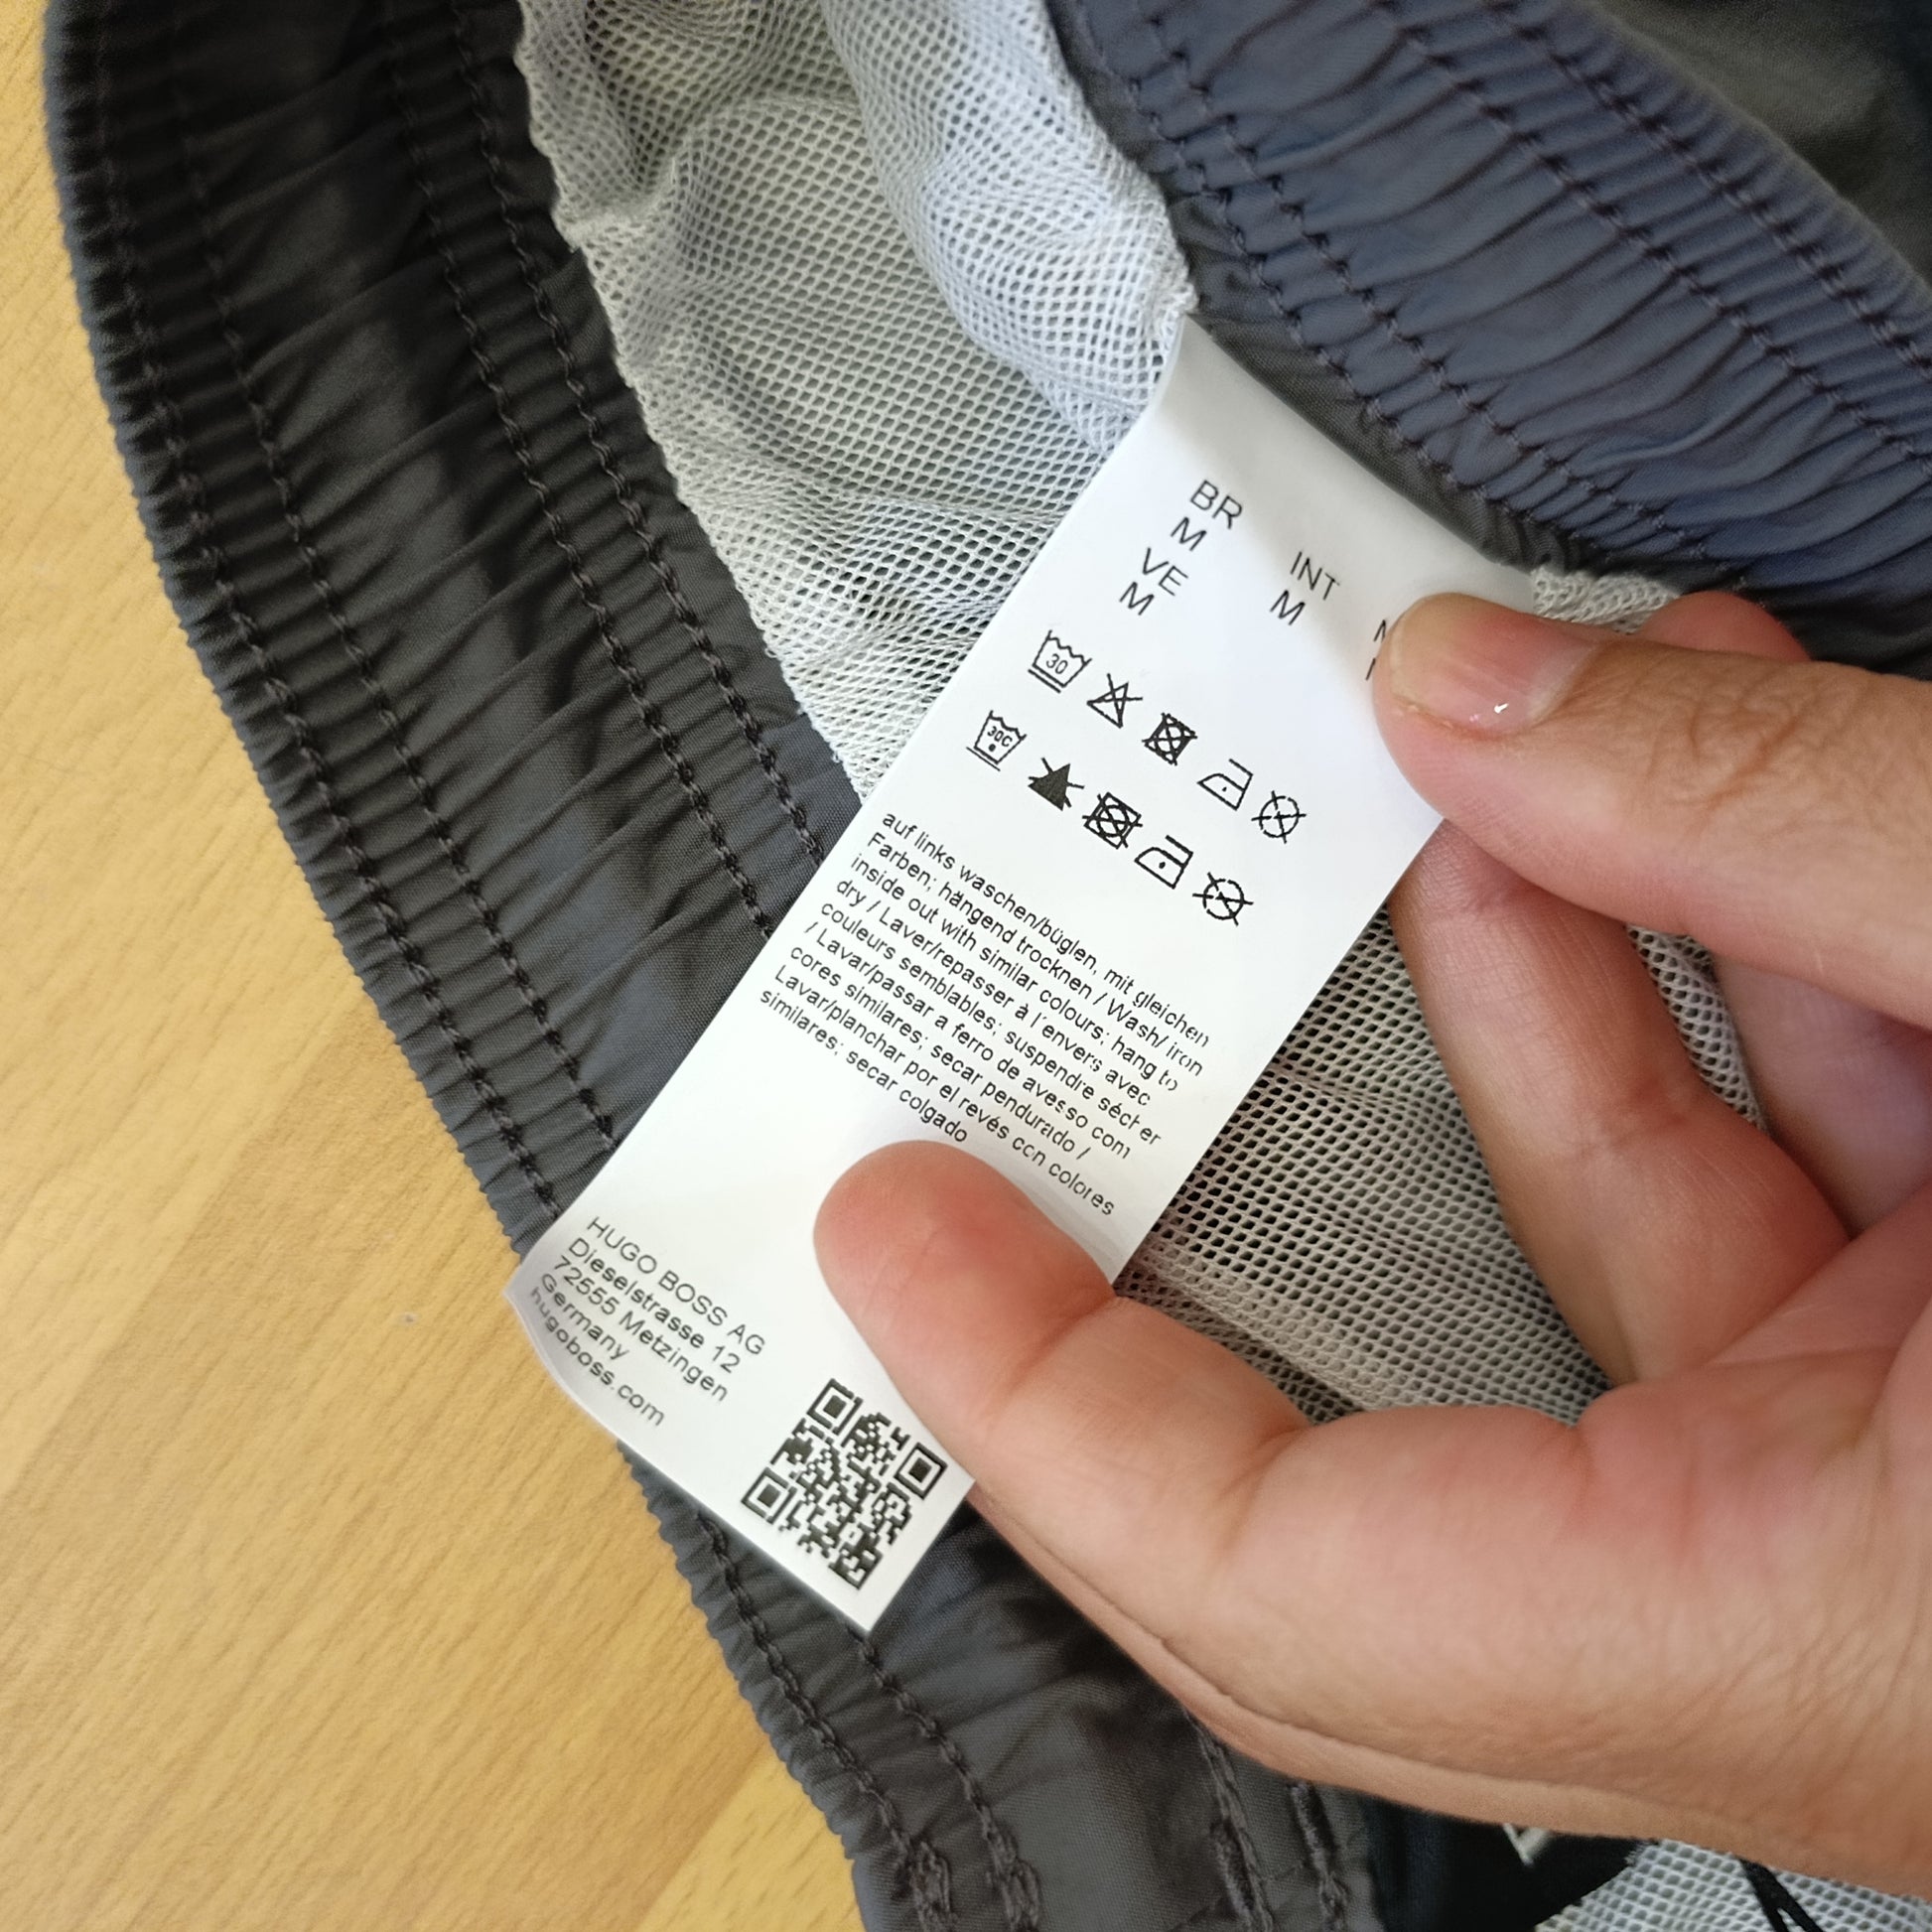 BR
M
VE
M
INT
M
30
30C
auf links waschen/büglen, mit gleichen
Farben; hängend trocknen / Wash/ iron
inside out with similar colours; hang to
dry / Laver/repasser à l'envers avec
couleurs semblables; suspendre sécher
/ Lavar/passar a ferro de avesso com
cores similares; secar pendurado /
Lavar/planchar por el revés con colores
similares; secar colgado
HUGO BOSS AG
Dieselstrasse 12
72555 Metzingen
Germany
hugoboss.com